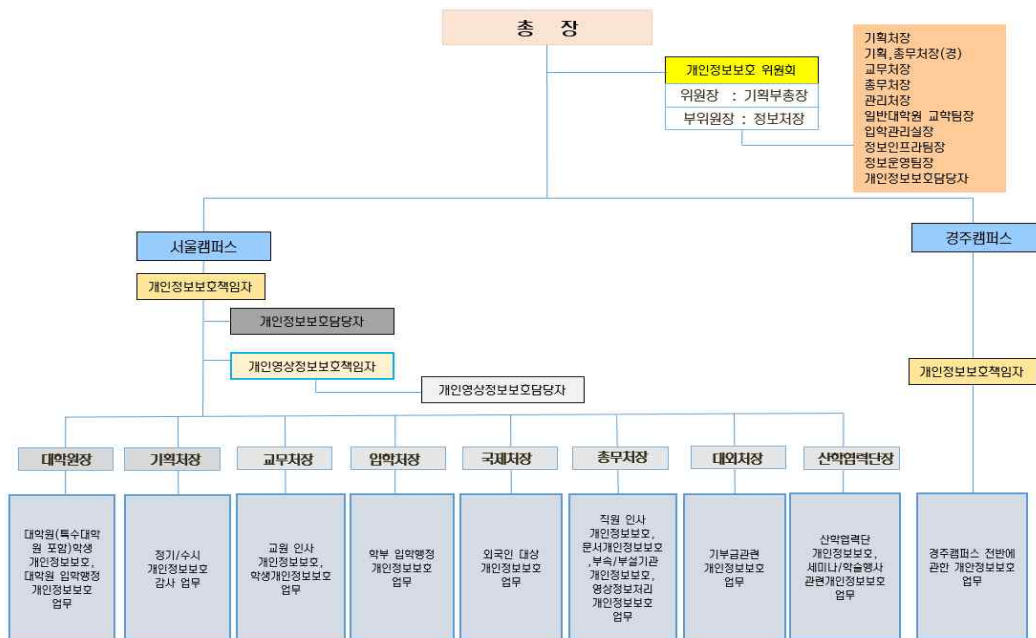 총 장
개인정보보호 위원회
위원장 : 기획부총장
부위원장 : 정보처장
기획처장
기획,총무처장(경)
교무처장
총무처장
관리처장
일반대학원 교학팀장
입학관리실장
정보인프라팀장
정보운영팀장
개인정보보호담당자
서울캠퍼스
경주캠퍼스
개인정보보호책임자
개인정보보호담당자
개인영상정보보호책임자
개인정보보호책임자
개인영상정보보호담당자
대학원장
기획처장
교무처장
입학처장
국제처장
총무처장
대외처장
산학협력단장
대학원(특수대학
원 포함)학생
개인정보보호,
대학원 입학행정
개인정보보호
업무
정기/수시
개인정보보호
감사 업무
교원 인사
개인정보보호,
학생개인정보보호
업무
학부 입학행정
개인정보보호
업무
외국인 대상
개인정보보호
업무
직원 인사
개인정보보호,
문서개인정보보호
,부속/부설기관
개인정보보호,
영상정보처리
개인정보보호
업무
기부금관련
개인정보보호
업무
산학협력단
개인정보보호,
세미나/학술행사
관련개인정보보호
업무
경주캠퍼스 전반에
관한 개인정보보호
업무